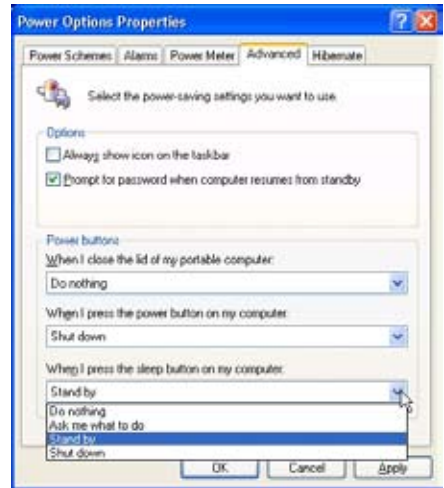 Power Options Properties
Power Schemes Alarms Power Meter Advanced Hibernate
Select the power-saving settings you want to use.
Options
Always show icon on the taskbar
Prompt for password when computer resumes from standby
Power buttons
When I close the lid of my portable computer:
Do nothing
When I press the power button on my computer:
Shut down
When I press the sleep button on my computer:
Stand by
Do nothing
Ask me what to do
Stand by
Shut down
OK Cancel Apply